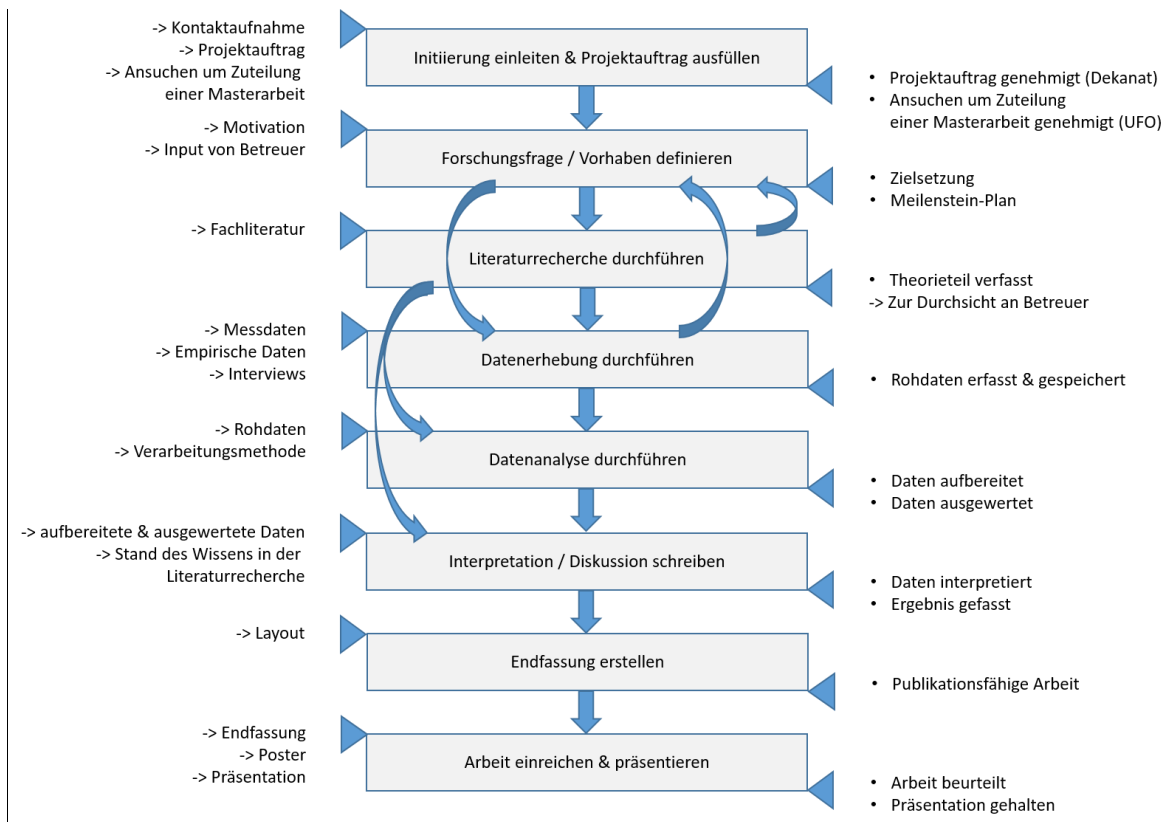 -> Kontaktaufnahme
-> Projektauftrag
-> Ansuchen um Zuteilung
einer Masterarbeit
Initiierung einleiten & Projektauftrag ausfüllen
• Projektauftrag genehmigt (Dekanat)
• Ansuchen um Zuteilung
einer Masterarbeit genehmigt (UFO)
-> Motivation
-> Input von Betreuer
Forschungsfrage / Vorhaben definieren
• Zielsetzung
• Meilenstein-Plan
-> Fachliteratur
Literaturrecherche durchführen
• Theorieteil verfasst
-> Zur Durchsicht an Betreuer
-> Messdaten
-> Empirische Daten
-> Interviews
Datenerhebung durchführen
• Rohdaten erfasst & gespeichert
-> Rohdaten
-> Verarbeitungsmethode
Datenanalyse durchführen
• Daten aufbereitet
• Daten ausgewertet
-> aufbereitete & ausgewertete Daten
-> Stand des Wissens in der
Literaturrecherche
Interpretation / Diskussion schreiben
• Daten interpretiert
• Ergebnis gefasst
-> Layout
Endfassung erstellen
• Publikationsfähige Arbeit
-> Endfassung
-> Poster
-> Präsentation
Arbeit einreichen & präsentieren
• Arbeit beurteilt
• Präsentation gehalten